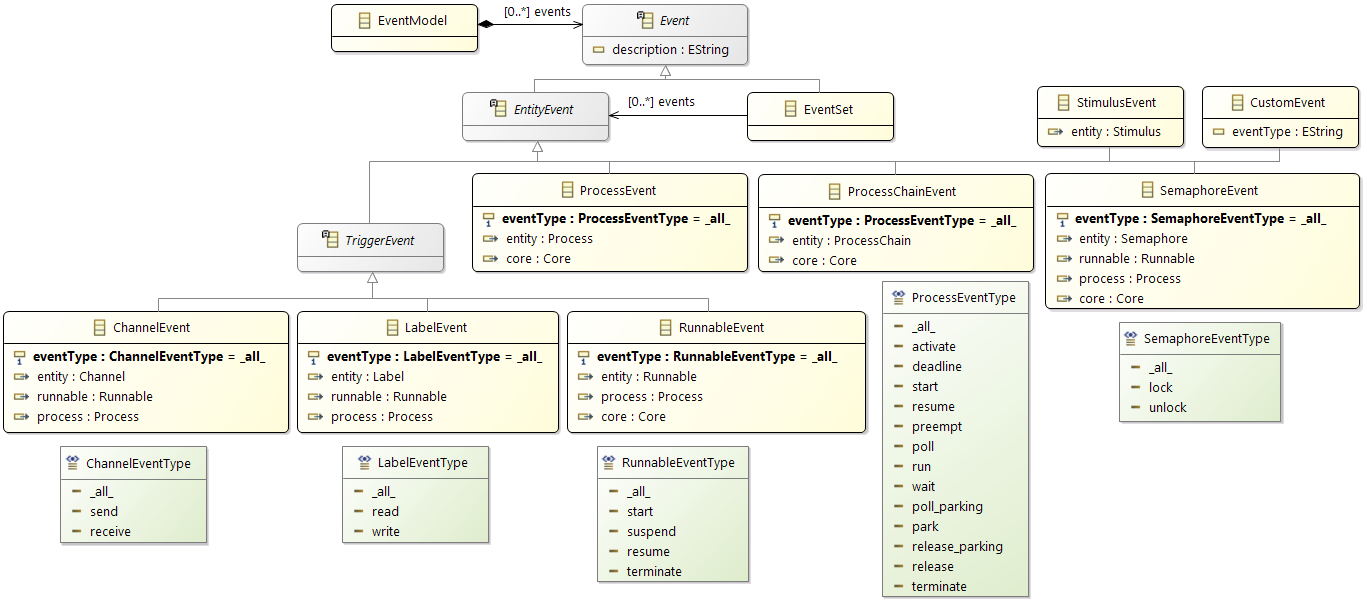 EventModel
[0..*] events
Event
description : EString
EntityEvent
[0..*] events
EventSet
StimulusEvent
entity : Stimulus
CustomEvent
eventType : EString
ProcessEvent
eventType : ProcessEventType = _all_
entity : Process
core : Core
ProcessChainEvent
eventType : ProcessEventType = _all_
entity : ProcessChain
core : Core
SemaphoreEvent
eventType : SemaphoreEventType = _all_
entity : Semaphore
runnable : Runnable
process : Process
core : Core
TriggerEvent
ChannelEvent
eventType : ChannelEventType = _all_
entity : Channel
runnable : Runnable
process : Process
LabelEvent
eventType : LabelEventType = _all_
entity : Label
runnable : Runnable
process : Process
RunnableEvent
eventType : RunnableEventType = _all_
entity : Runnable
process : Process
core : Core
ProcessEventType
_all_
activate
deadline
start
resume
preempt
poll
run
wait
poll_parking
park
release_parking
release
terminate
SemaphoreEventType
_all_
lock
unlock
ChannelEventType
_all_
send
receive
LabelEventType
_all_
read
write
RunnableEventType
_all_
start
suspend
resume
terminate